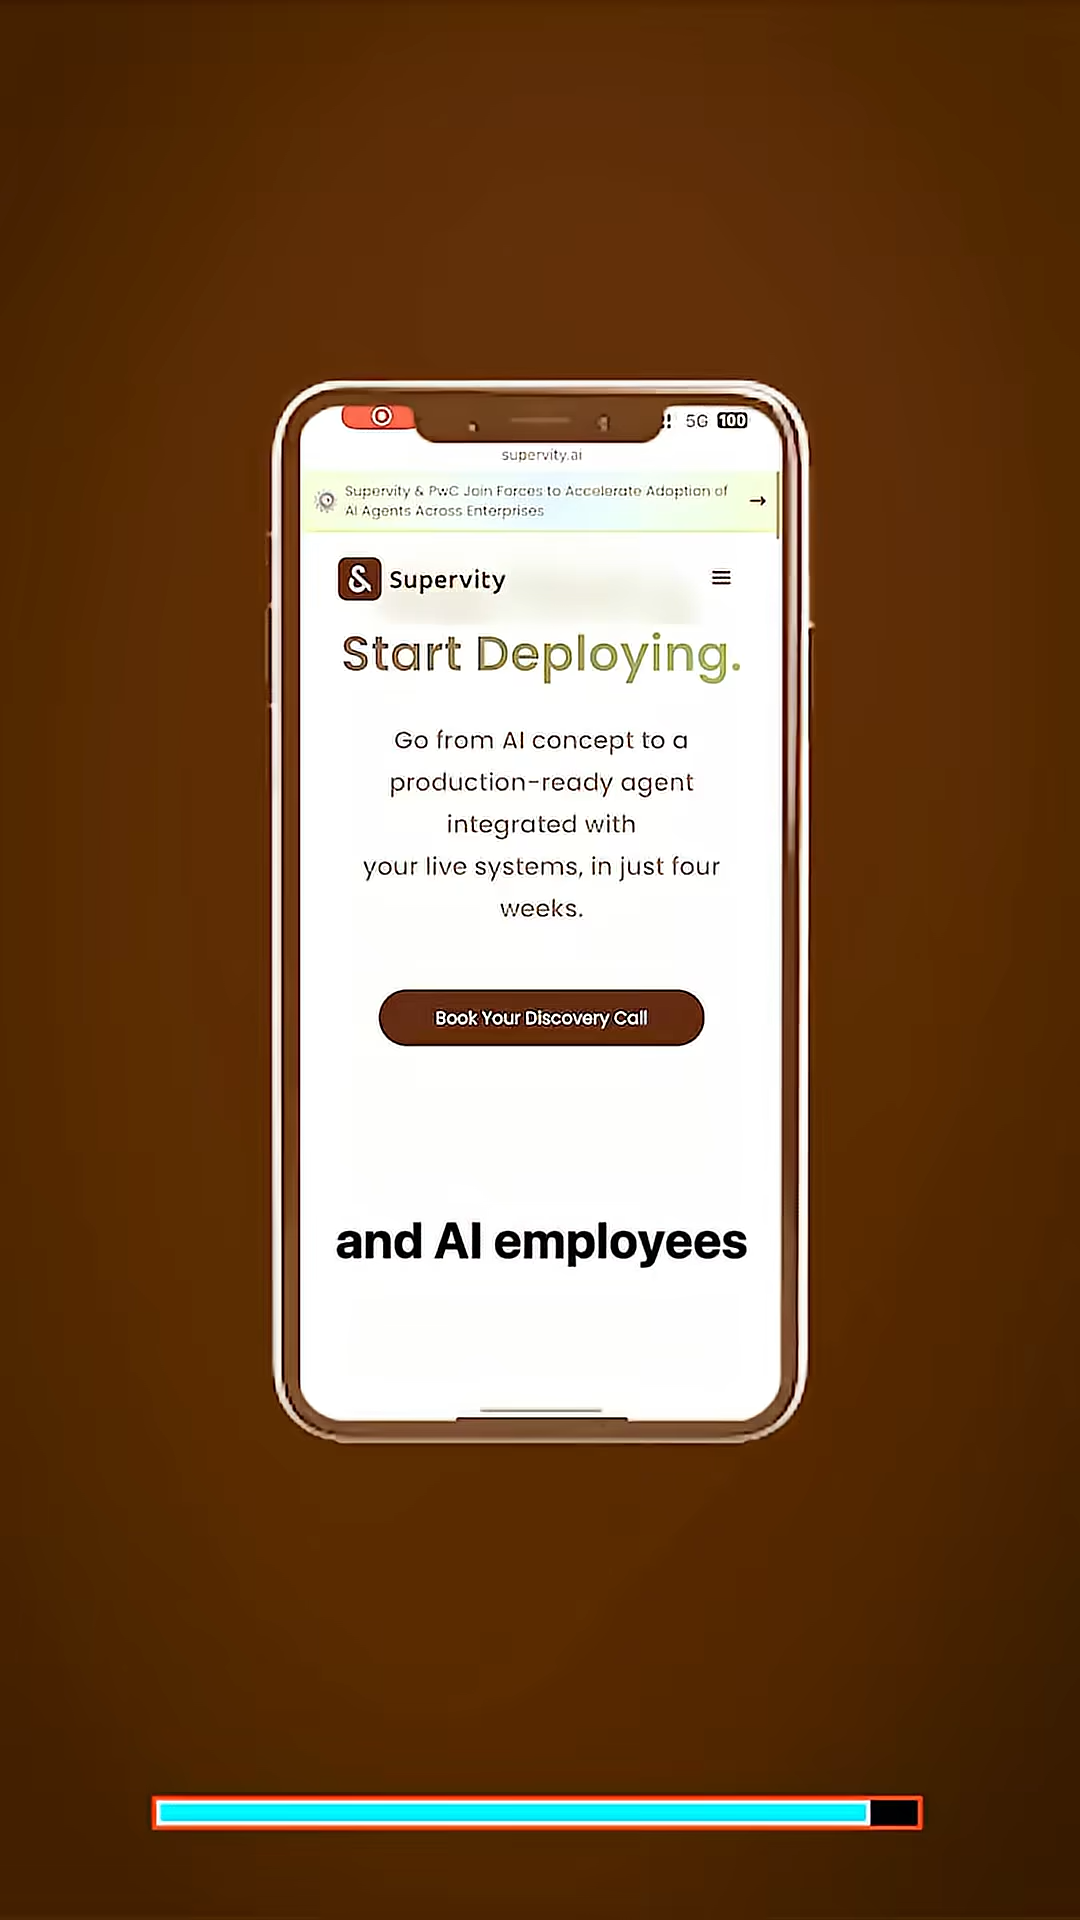 5G 100
supervity.ai
Supervity & PwC Join Forces to Accelerate Adoption of
AI Agents Across Enterprises
& Supervity
Start Deploying.
Go from AI concept to a
production-ready agent
integrated with
your live systems, in just four
weeks.
Book Your Discovery Call
and AI employees